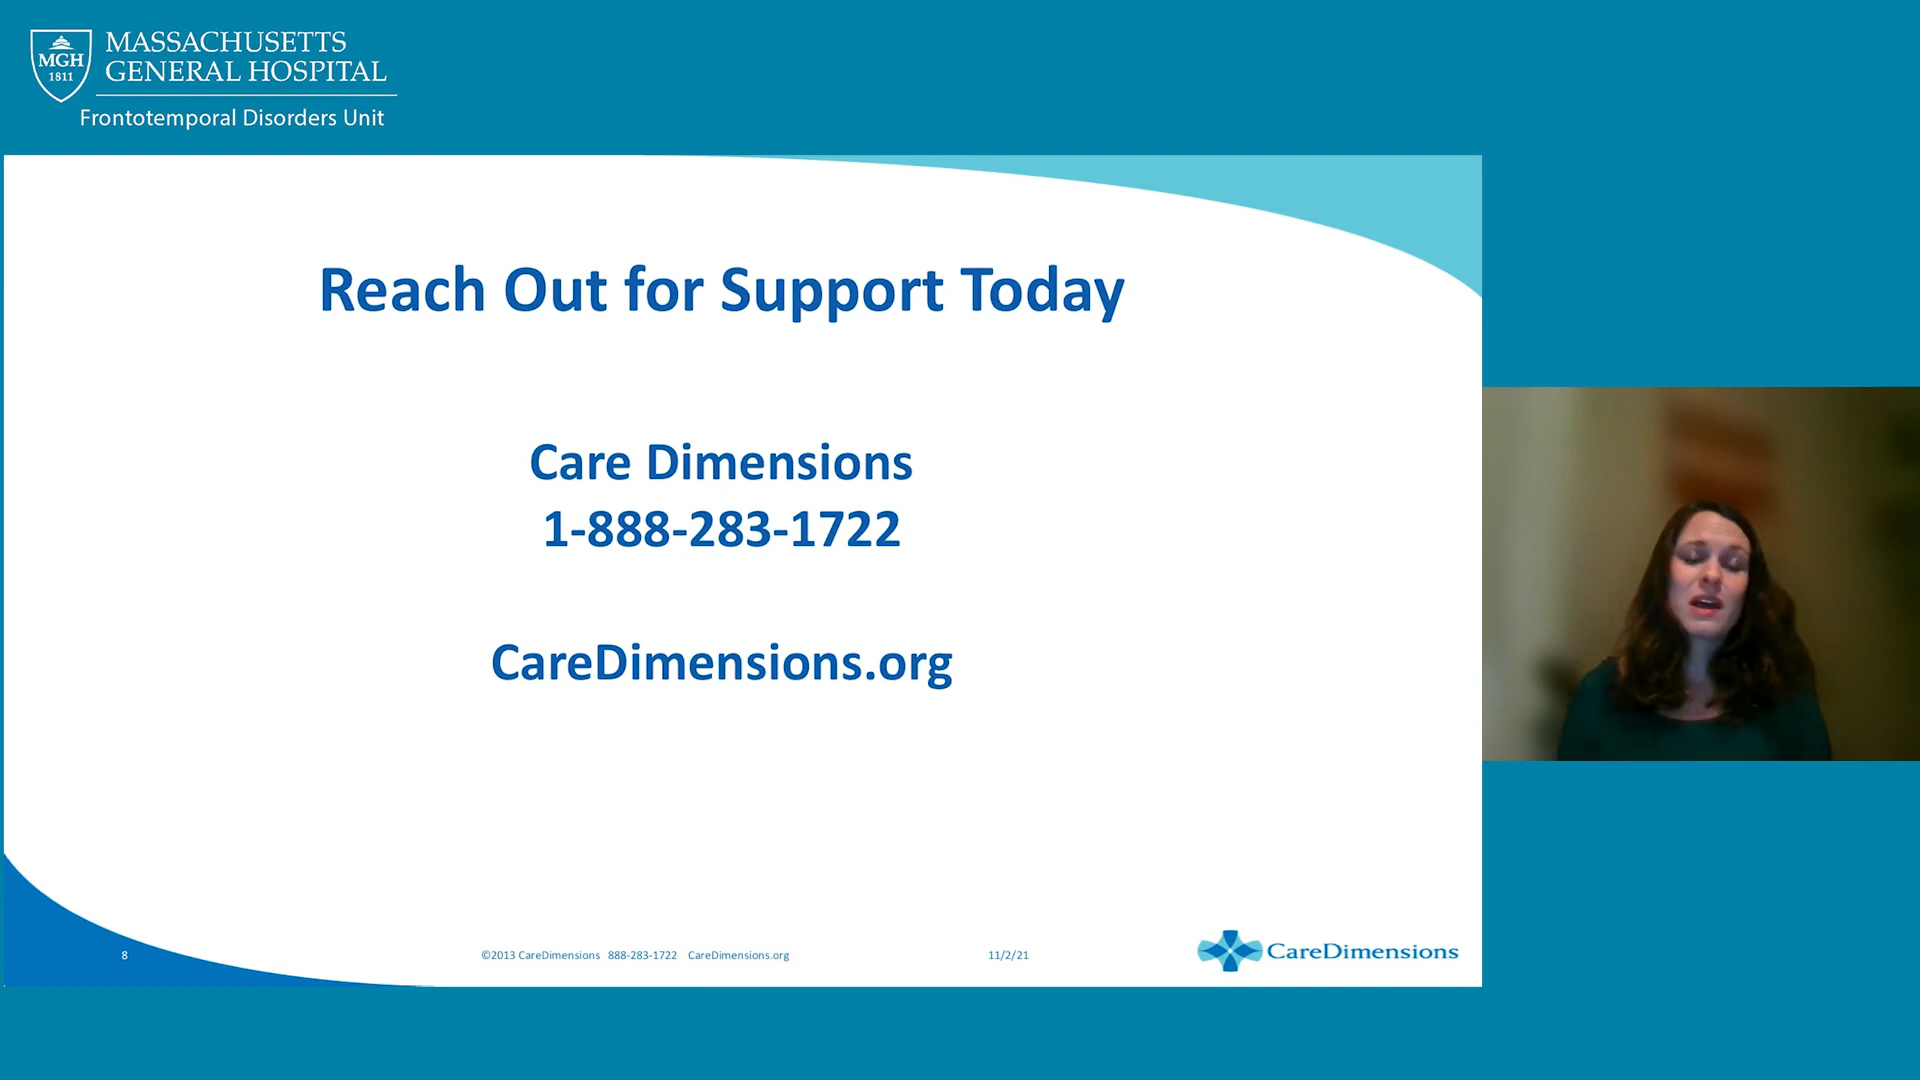 MASSACHUSETTS
GENERAL HOSPITAL
MGH
1811
Frontotemporal Disorders Unit
Reach Out for Support Today
Care Dimensions
1-888-283-1722
CareDimensions.org
8
©2013 CareDimensions 888-283-1722 CareDimensions.org
11/2/21
CareDimensions